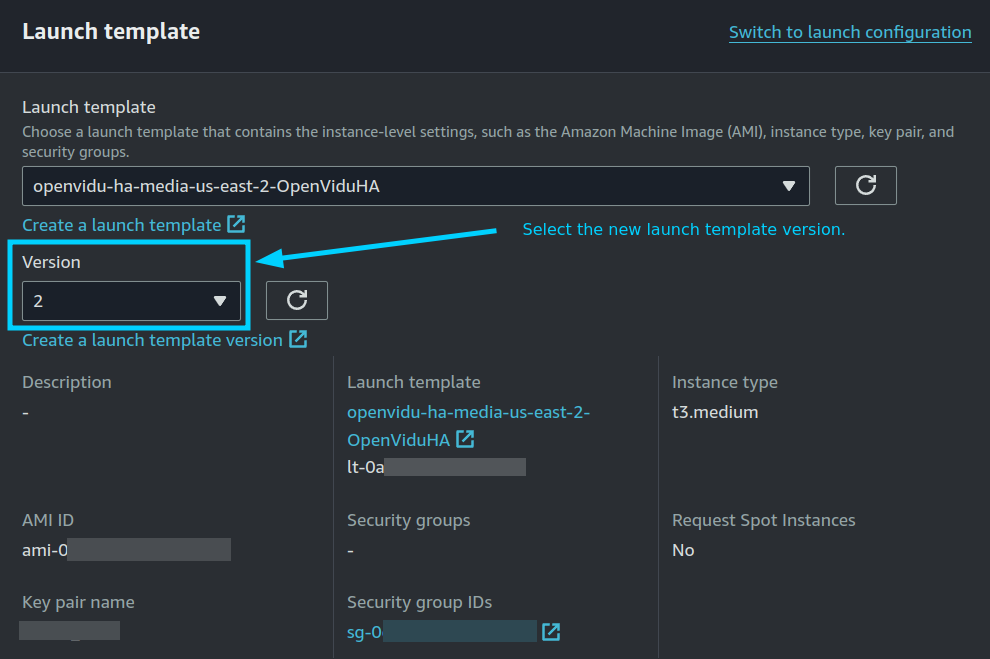 Launch template
Switch to launch configuration
Launch template
Choose a launch template that contains the instance-level settings, such as the Amazon Machine Image (AMI), instance type, key pair, and
security groups.
openvidu-ha-media-us-east-2-OpenViduHA
Create a launch template
Select the new launch template version.
Version
2
Create a launch template version
Description
-
Launch template
openvidu-ha-media-us-east-2-
OpenViduHA
lt-0a
Instance type
t3.medium
AMI ID
ami-0
Security groups
-
Request Spot Instances
No
Key pair name
Security group IDs
sg-0